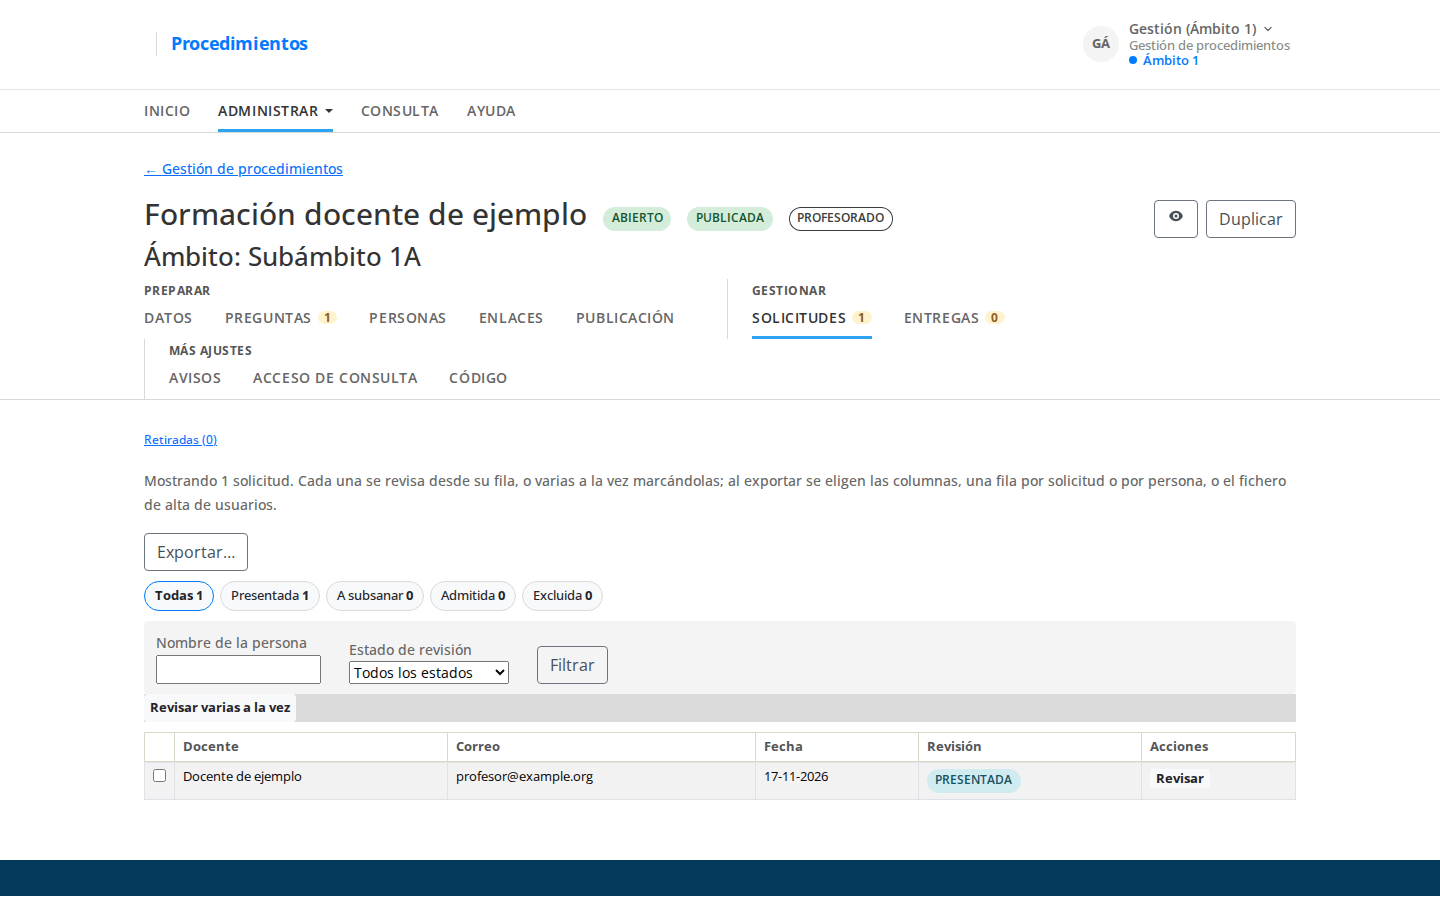 Procedimientos
GÁ
Gestión (Ámbito 1)
Gestión de procedimientos
Ámbito 1
INICIO
ADMINISTRAR
CONSULTA
AYUDA
← Gestión de procedimientos
Formación docente de ejemplo
ABIERTO
PUBLICADA
PROFESORADO
Duplicar
Ámbito: Subámbito 1A
PREPARAR
DATOS
PREGUNTAS 1
PERSONAS
ENLACES
PUBLICACIÓN
GESTIONAR
SOLICITUDES 1
ENTREGAS 0
MÁS AJUSTES
AVISOS
ACCESO DE CONSULTA
CÓDIGO
Retiradas (0)
Mostrando 1 solicitud. Cada una se revisa desde su fila, o varias a la vez marcándolas; al exportar se eligen las columnas, una fila por solicitud o por persona, o el fichero
de alta de usuarios.
Exportar...
Todas 1
Presentada 1
A subsanar 0
Admitida 0
Excluida 0
Nombre de la persona
Estado de revisión
Todos los estados
Filtrar
Revisar varias a la vez
Docente
Correo
Fecha
Revisión
Acciones
Docente de ejemplo
profesor@example.org
17-11-2026
PRESENTADA
Revisar